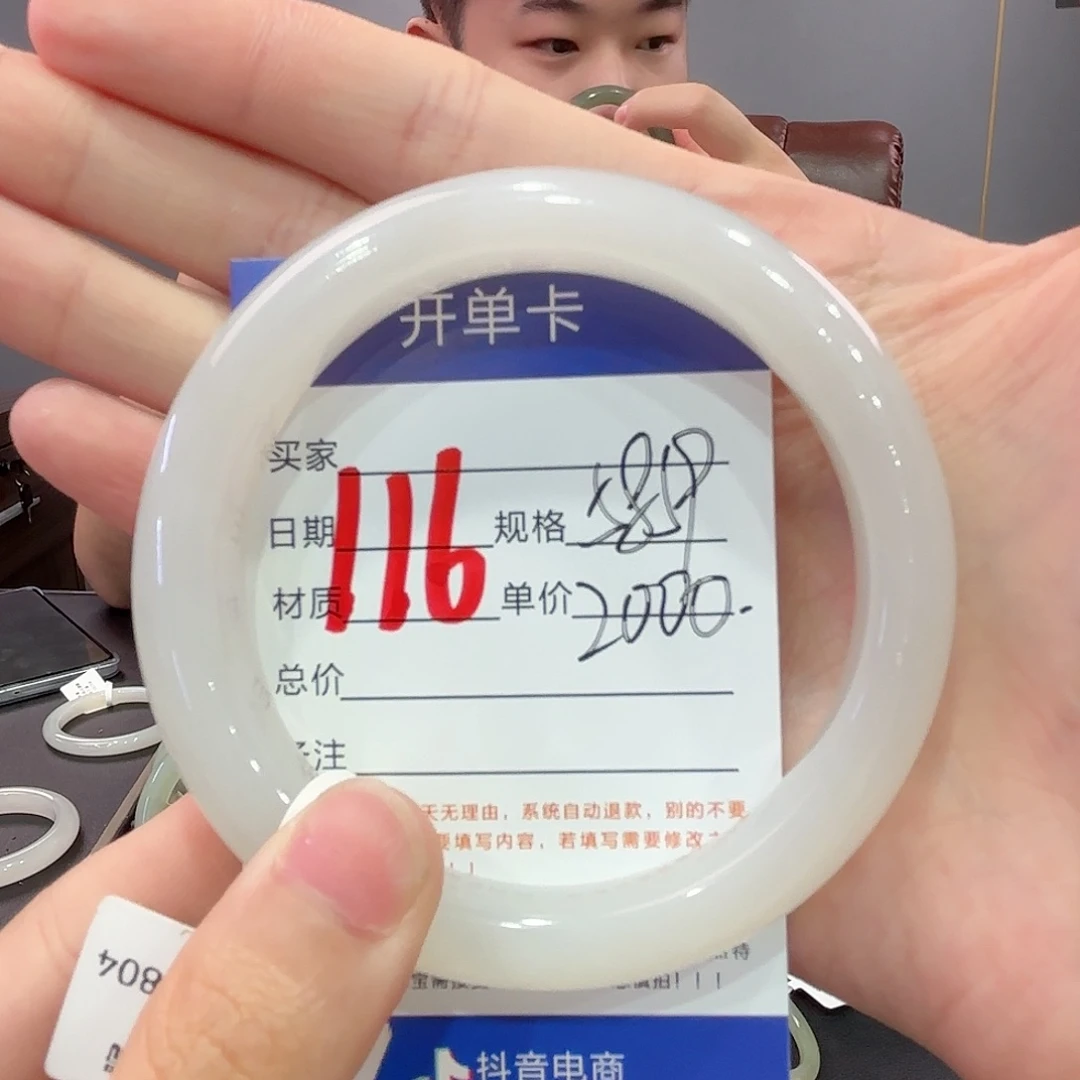 开单卡
买家
日期 116 规格
材质 单价 2000.
总价
注
天无理由，系统自动退款，别的不要
要填写内容，若填写需要修改
！！
待
！！！
抖音电商
804